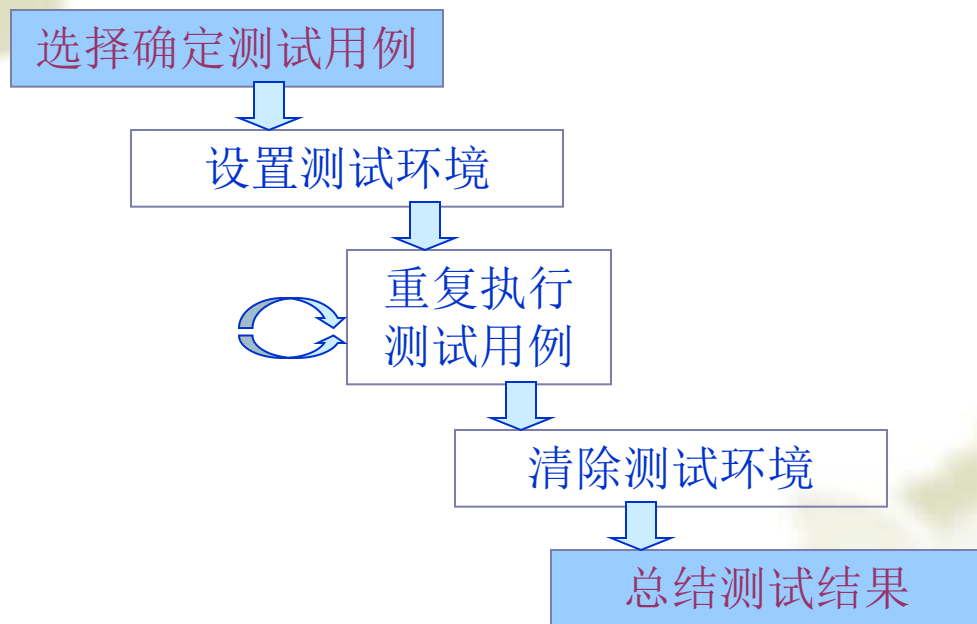 选择确定测试用例
设置测试环境
重复执行
测试用例
清除测试环境
总结测试结果